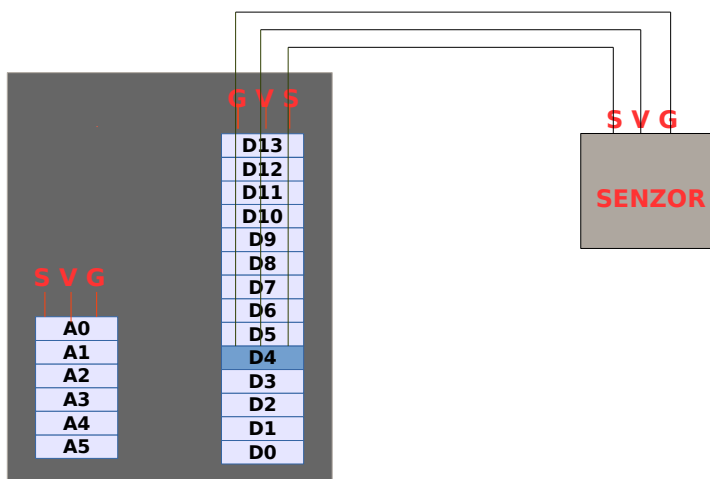 G V S
D13
D12
D11
D10
D9
D8
D7
D6
D5
D4
D3
D2
D1
D0
S V G
A0
A1
A2
A3
A4
A5
S V G
SENZOR